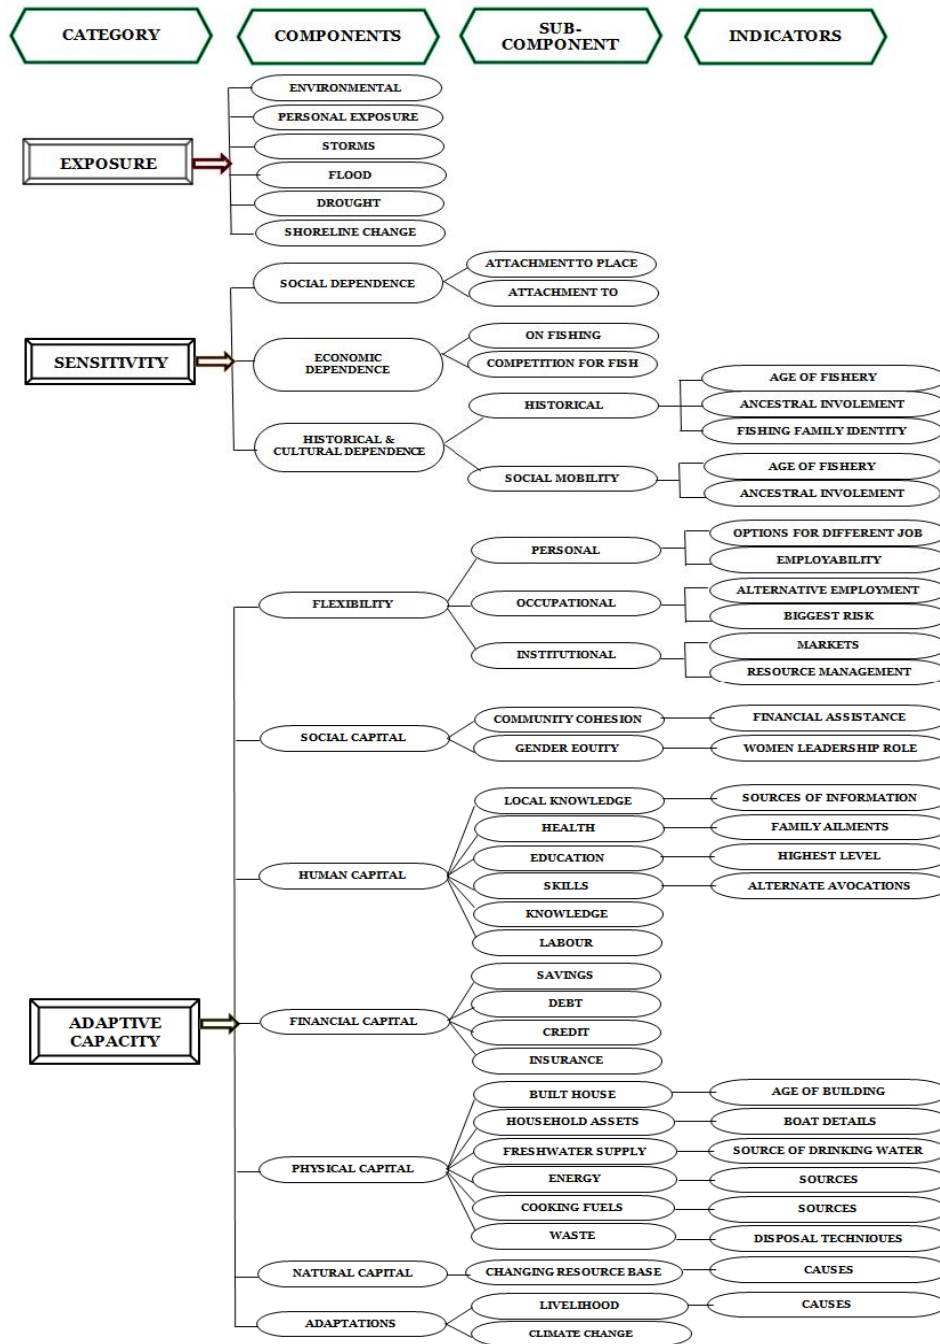 CATEGORY
COMPONENTS
SUB-
COMPONENT
INDICATORS
EXPOSURE
ENVIRONMENTAL
PERSONAL EXPOSURE
STORMS
FLOOD
DROUGHT
SHORELINE CHANGE
SENSITIVITY
SOCIAL DEPENDENCE
ATTACHMENT TO PLACE
ATTACHMENT TO
ECONOMIC
DEPENDENCE
ON FISHING
COMPETITION FOR FISH
HISTORICAL &
CULTURAL DEPENDENCE
HISTORICAL
AGE OF FISHERY
ANCESTRAL INVOLEMENT
FISHING FAMILY IDENTITY
SOCIAL MOBILITY
AGE OF FISHERY
ANCESTRAL INVOLEMENT
ADAPTIVE
CAPACITY
FLEXIBILITY
PERSONAL
OPTIONS FOR DIFFERENT JOB
EMPLOYABILITY
OCCUPATIONAL
ALTERNATIVE EMPLOYMENT
BIGGEST RISK
INSTITUTIONAL
MARKETS
RESOURCE MANAGEMENT
SOCIAL CAPITAL
COMMUNITY COHESION
FINANCIAL ASSISTANCE
GENDER EQUITY
WOMEN LEADERSHIP ROLE
HUMAN CAPITAL
LOCAL KNOWLEDGE
SOURCES OF INFORMATION
HEALTH
FAMILY AILMENTS
EDUCATION
HIGHEST LEVEL
SKILLS
ALTERNATE AVOCATIONS
KNOWLEDGE
LABOUR
FINANCIAL CAPITAL
SAVINGS
DEBT
CREDIT
INSURANCE
PHYSICAL CAPITAL
BUILT HOUSE
AGE OF BUILDING
HOUSEHOLD ASSETS
BOAT DETAILS
FRESHWATER SUPPLY
SOURCE OF DRINKING WATER
ENERGY
SOURCES
COOKING FUELS
SOURCES
WASTE
DISPOSAL TECHNIQUES
NATURAL CAPITAL
CHANGING RESOURCE BASE
CAUSES
ADAPTATIONS
LIVELIHOOD
CAUSES
CLIMATE CHANGE